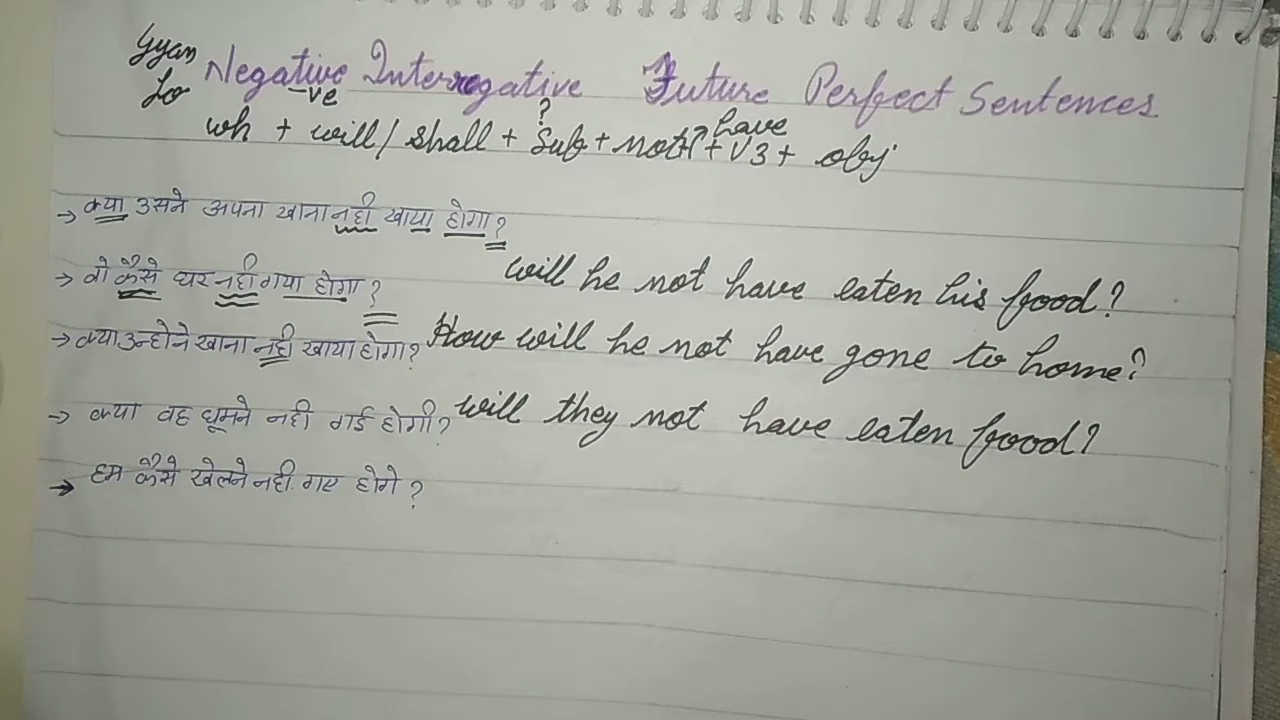 Gyan
Lo
Negative Interrogative Future Perfect Sentences
-ve ? have
wh + will / shall + Sub + not + V3 + obj
→ क्या उसने अपना खाना नही खाया होगा?
will he not have eaten his food?
→ वो कैसे घर नही गया होगा?
How will he not have gone to home?
→ क्या उन्होने खाना नही खाया होगा?
will they not have eaten food?
→ क्या वह घूमने नही गई होगी?
→ हम कैसे खेलने नही गए होगे?